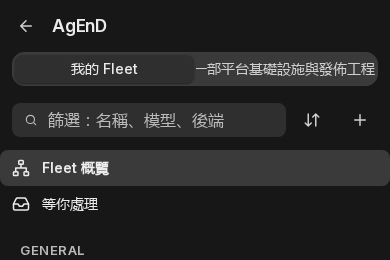 AgEnD
我的 Fleet
一部平台基礎設施與發佈工程
篩選：名稱、模型、後端
Fleet 概覽
等你處理
GENERAL